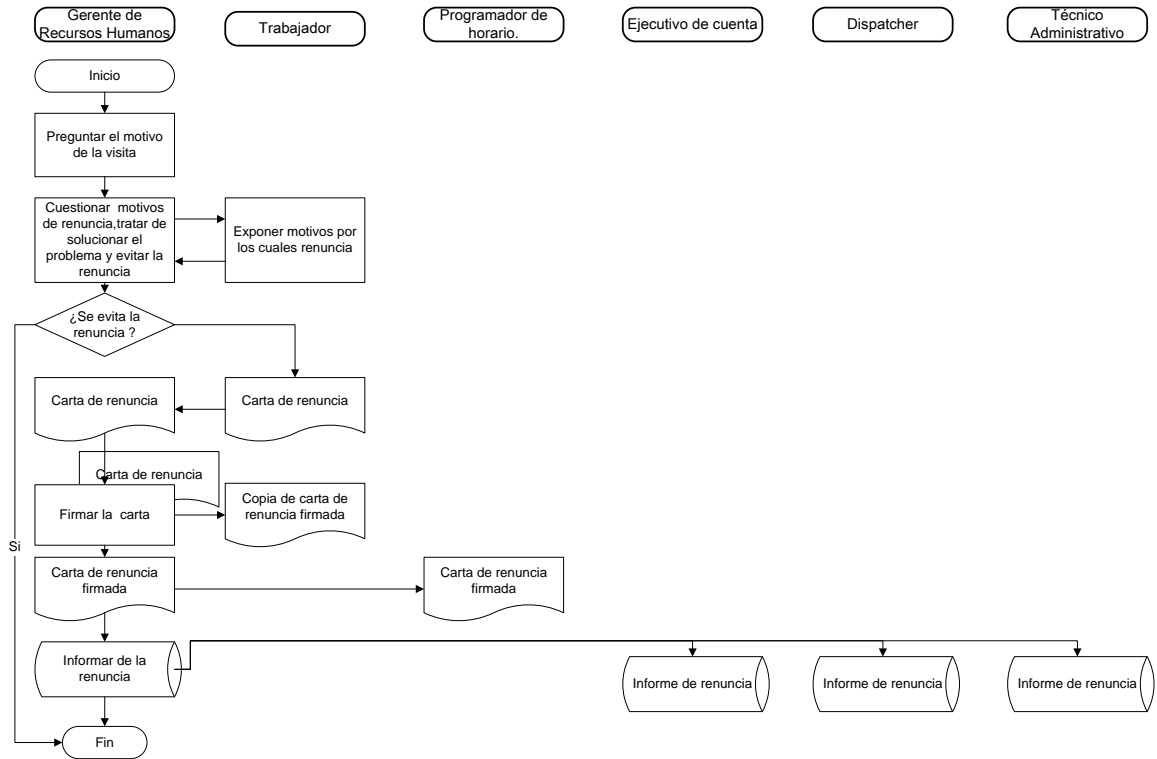 Gerente de
Recursos Humanos
Trabajador
Programador de
horario.
Ejecutivo de cuenta
Dispatcher
Técnico
Administrativo
Inicio
Preguntar el motivo
de la visita
Cuestionar motivos
de renuncia,tratar de
solucionar el
problema y evitar la
renuncia
Exponer motivos por
los cuales renuncia
¿Se evita la
renuncia ?
Carta de renuncia
Carta de renuncia
Carta de renuncia
Firmar la carta
Copia de carta de
renuncia firmada
Si
Carta de renuncia
firmada
Carta de renuncia
firmada
Informar de la
renuncia
Informe de renuncia
Informe de renuncia
Informe de renuncia
Fin